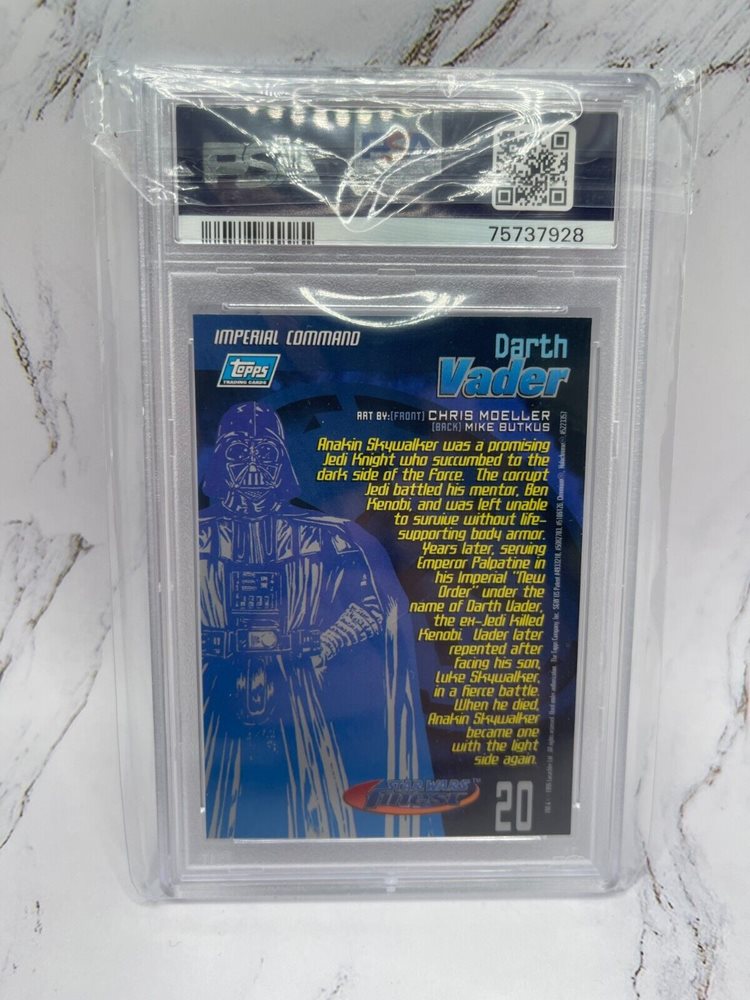 PSA
PSA
75737928
IMPERIAL COMMAND
topps
TRADING CARDS
Darth
Vader
ART BY:[FRONT] CHRIS MOELLER
[BACK] MIKE BUTKUS
Anakin Skywalker was a promising
Jedi Knight who succumbed to the
dark side of the Force. The corrupt
Jedi battled his mentor, Ben
Kenobi, and was left unable
to survive without life-
supporting body armor.
Years later, serving
Emperor Palpatine in
his Imperial "New
Order" under the
name of Darth Vader,
the ex-Jedi killed
Kenobi. Vader later
repented after
facing his son,
Luke Skywalker,
in a fierce battle.
When he died,
Anakin Skywalker
became one
with the light
side again.
STAR WARS™
finest
20